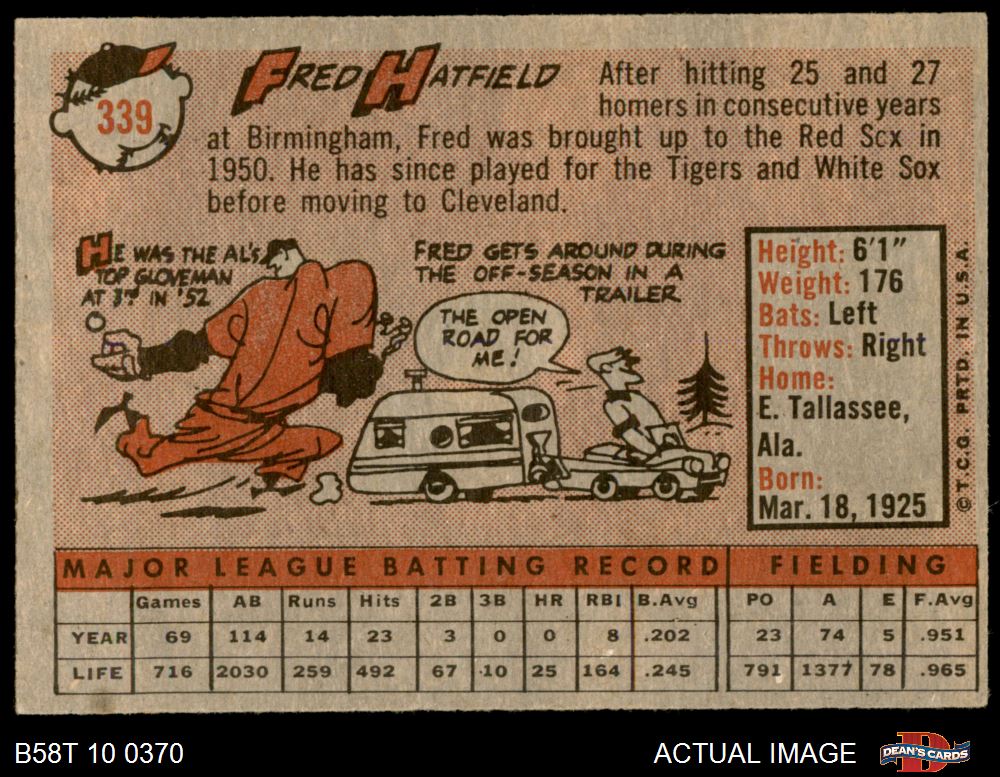 339
FRED HATFIELD
After hitting 25 and 27
homers in consecutive years
at Birmingham, Fred was brought up to the Red Scx in
1950. He has since played for the Tigers and White Sox
before moving to Cleveland.
HE WAS THE AL's
TOP GLOVEMAN
AT 3rd IN '52
FRED GETS AROUND DURING
THE OFF-SEASON IN A
TRAILER
THE OPEN
ROAD FOR
ME!
Height: 6'1"
Weight: 176
Bats: Left
Throws: Right
Home:
E. Tallassee,
Ala.
Born:
Mar. 18, 1925
© T.C.G. PRTD. IN U.S.A.
MAJOR LEAGUE BATTING RECORD FIELDING
Games AB Runs Hits 2B 3B HR RBI B.Avg PO A E F.Avg
YEAR 69 114 14 23 3 0 0 8 .202 23 74 5 .951
LIFE 716 2030 259 492 67 10 25 164 .245 791 1377 78 .965
B58T 10 0370
ACTUAL IMAGE
DEAN'S CARDS